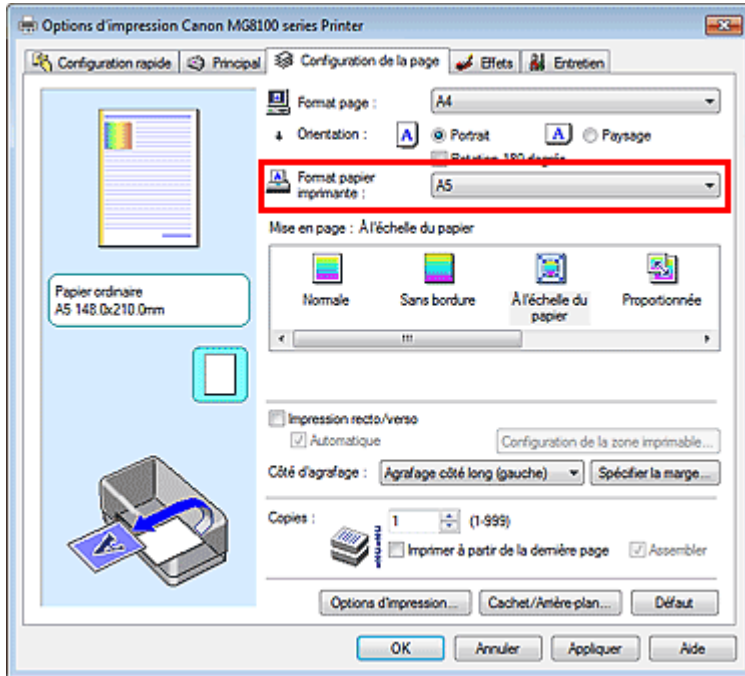 Options d'impression Canon MG8100 series Printer
Configuration rapide
Principal
Configuration de la page
Effets
Entretien
Format page :
A4
Orientation :
A
Portrait
A
Paysage
Rotation 180 degrés
Format papier
imprimante :
A5
Mise en page : À l'échelle du papier
Normale
Sans bordure
À l'échelle du
papier
Proportionnée
Papier ordinaire
A5 148.0x210.0mm
Impression recto/verso
Automatique
Configuration de la zone imprimable...
Côté d'agrafage :
Agrafage côté long (gauche)
Spécifier la marge...
Copies :
1
(1-999)
Imprimer à partir de la dernière page
Assembler
Options d'impression...
Cachet/Arrière-plan...
Défaut
OK
Annuler
Appliquer
Aide